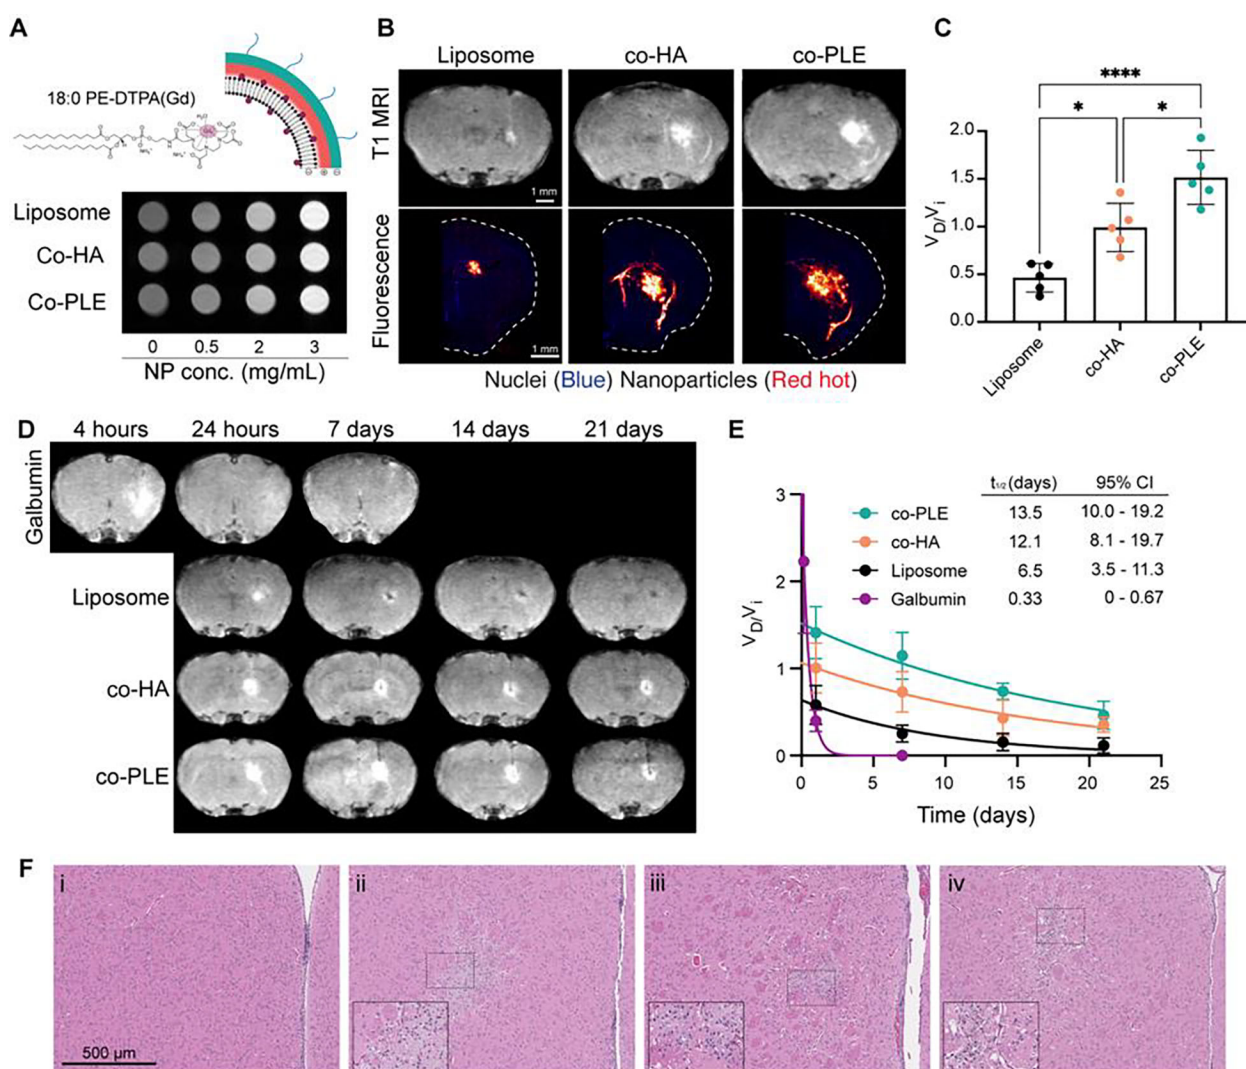 A
18:0 PE-DTPA(Gd)
Liposome
Co-HA
Co-PLE
0 0.5 2 3
NP conc. (mg/mL)
B
Liposome co-HA co-PLE
T1 MRI
1 mm
Fluorescence
1 mm
Nuclei (Blue) Nanoparticles (Red hot)
C
****
* *
2.0
1.5
1.0
0.5
0.0
VD/Vi
Liposome
co-HA
co-PLE
D
4 hours 24 hours 7 days 14 days 21 days
Galbumin
Liposome
co-HA
co-PLE
E
t1/2 (days) 95% CI
co-PLE 13.5 10.0 - 19.2
co-HA 12.1 8.1 - 19.7
Liposome 6.5 3.5 - 11.3
Galbumin 0.33 0 - 0.67
3
2
1
0
VD/Vi
0 5 10 15 20 25
Time (days)
F
i
ii
iii
iv
500 µm